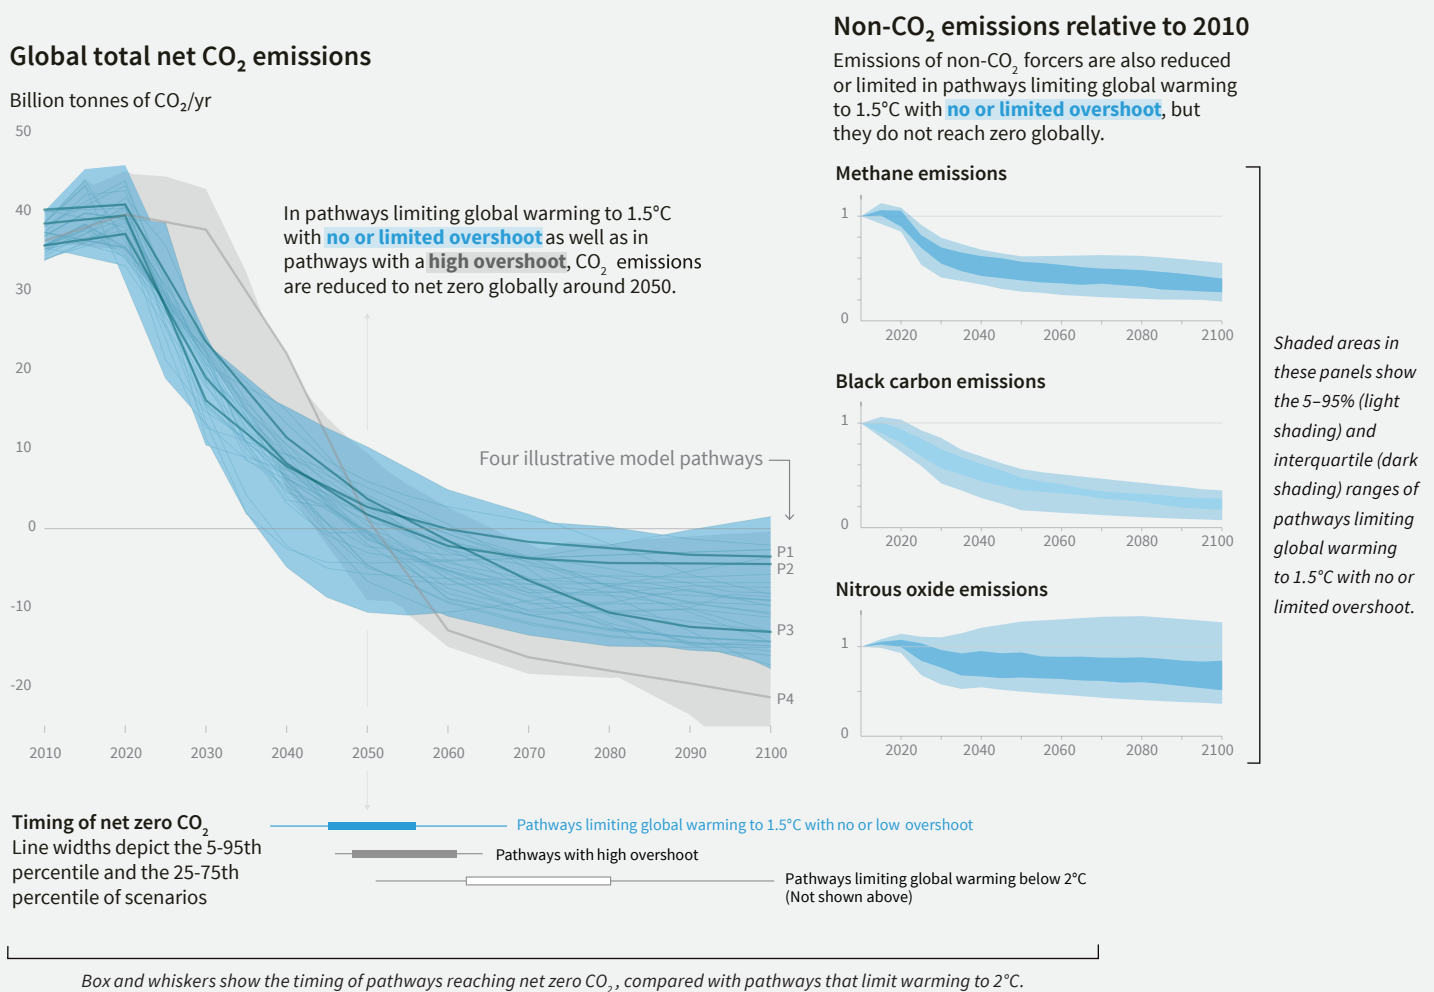 Global total net CO₂ emissions
Billion tonnes of CO₂/yr
50
40
30
20
10
0
-10
-20
In pathways limiting global warming to 1.5°C
with no or limited overshoot as well as in
pathways with a high overshoot, CO₂ emissions
are reduced to net zero globally around 2050.
Four illustrative model pathways
P1
P2
P3
P4
2010 2020 2030 2040 2050 2060 2070 2080 2090 2100
Non-CO₂ emissions relative to 2010
Emissions of non-CO₂ forcers are also reduced
or limited in pathways limiting global warming
to 1.5°C with no or limited overshoot, but
they do not reach zero globally.
Methane emissions
1
0
2020 2040 2060 2080 2100
Black carbon emissions
1
0
2020 2040 2060 2080 2100
Nitrous oxide emissions
1
0
2020 2040 2060 2080 2100
Shaded areas in
these panels show
the 5–95% (light
shading) and
interquartile (dark
shading) ranges of
pathways limiting
global warming
to 1.5°C with no or
limited overshoot.
Timing of net zero CO₂
Line widths depict the 5-95th
percentile and the 25-75th
percentile of scenarios
Pathways limiting global warming to 1.5°C with no or low overshoot
Pathways with high overshoot
Pathways limiting global warming below 2°C
(Not shown above)
Box and whiskers show the timing of pathways reaching net zero CO₂, compared with pathways that limit warming to 2°C.